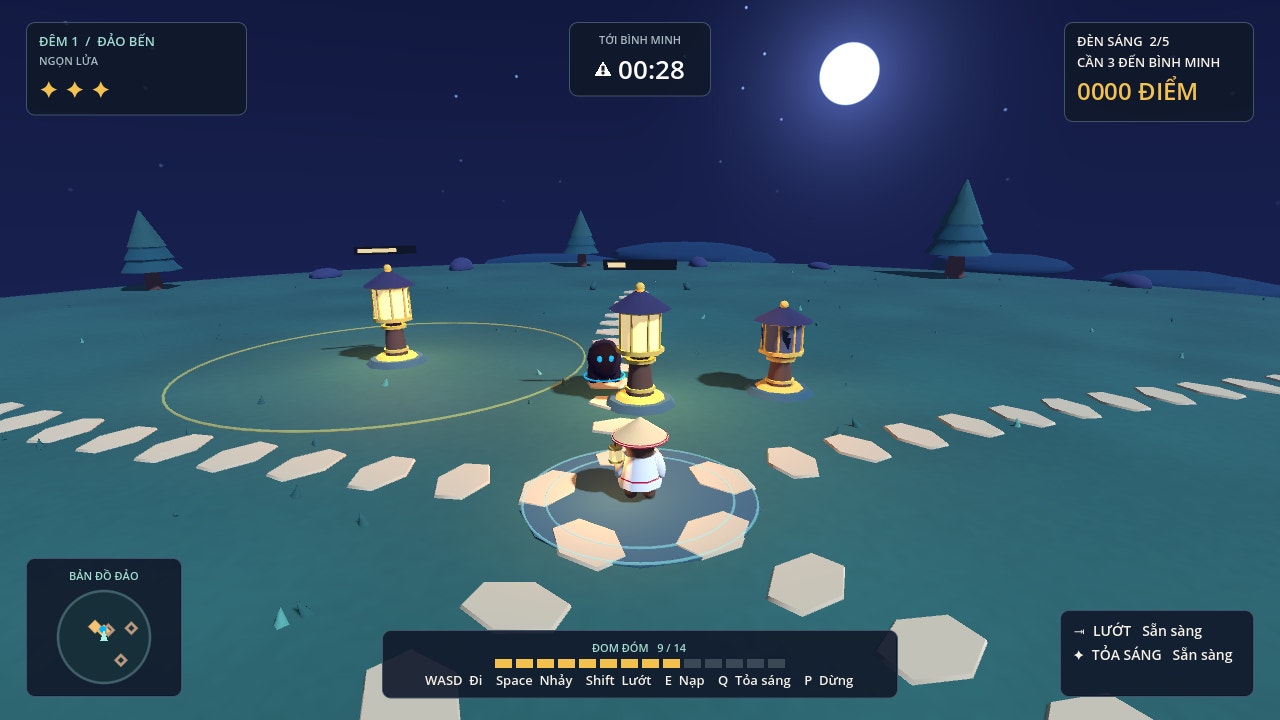 ĐÊM 1 / ĐẢO BẾN
NGỌN LỬA
TỚI BÌNH MINH
00:28
ĐÈN SÁNG 2/5
CẦN 3 ĐẾN BÌNH MINH
0000 ĐIỂM
BẢN ĐỒ ĐẢO
ĐOM ĐÓM 9 / 14
WASD Đi Space Nhảy Shift Lướt E Nạp Q Tỏa sáng P Dừng
LƯỚT Sẵn sàng
TỎA SÁNG Sẵn sàng